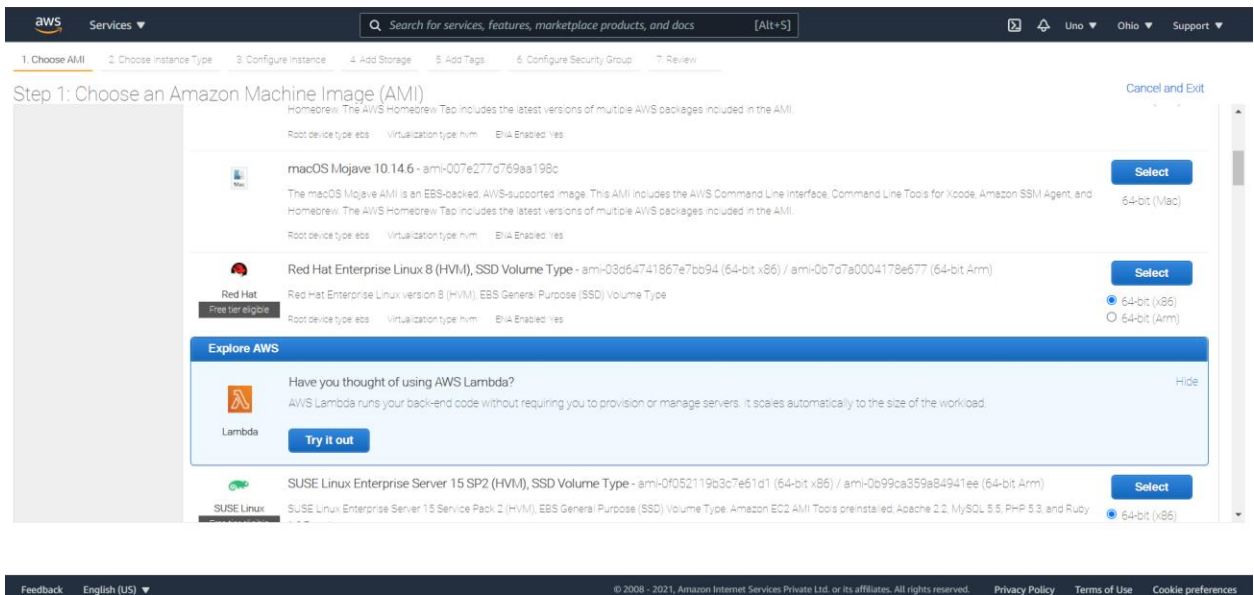 aws Services ▼ Search for services, features, marketplace products, and docs [Alt+S] Uno ▼ Ohio ▼ Support ▼
1. Choose AMI 2. Choose Instance Type 3. Configure Instance 4. Add Storage 5. Add Tags 6. Configure Security Group 7. Review
Step 1: Choose an Amazon Machine Image (AMI)
Cancel and Exit
Homebrew. The AWS Homebrew Tap includes the latest versions of multiple AWS packages included in the AMI.
Root device type: ebs Virtualization type: hvm ENA Enabled: Yes
Mac
macOS Mojave 10.14.6 - ami-007e277d769aa198c
Select
The macOS Mojave AMI is an EBS-backed, AWS-supported image. This AMI includes the AWS Command Line Interface, Command Line Tools for Xcode, Amazon SSM Agent, and
Homebrew. The AWS Homebrew Tap includes the latest versions of multiple AWS packages included in the AMI.
64-bit (Mac)
Root device type: ebs Virtualization type: hvm ENA Enabled: Yes
Red Hat Enterprise Linux 8 (HVM), SSD Volume Type - ami-03d64741867e7bb94 (64-bit x86) / ami-0b7d7a0004178e677 (64-bit Arm)
Select
Red Hat
Free tier eligible
Red Hat Enterprise Linux version 8 (HVM), EBS General Purpose (SSD) Volume Type
64-bit (x86)
Root device type: ebs Virtualization type: hvm ENA Enabled: Yes
64-bit (Arm)
Explore AWS
Have you thought of using AWS Lambda?
Hide
AWS Lambda runs your back-end code without requiring you to provision or manage servers. It scales automatically to the size of the workload.
Lambda
Try it out
SUSE Linux Enterprise Server 15 SP2 (HVM), SSD Volume Type - ami-0f052119b3c7e61d1 (64-bit x86) / ami-0b99ca359a84941ee (64-bit Arm)
Select
SUSE Linux
SUSE Linux Enterprise Server 15 Service Pack 2 (HVM), EBS General Purpose (SSD) Volume Type. Amazon EC2 AMI Tools preinstalled; Apache 2.2, MySQL 5.5, PHP 5.3, and Ruby
64-bit (x86)
Feedback English (US) ▼ © 2008 - 2021, Amazon Internet Services Private Ltd. or its affiliates. All rights reserved. Privacy Policy Terms of Use Cookie preferences